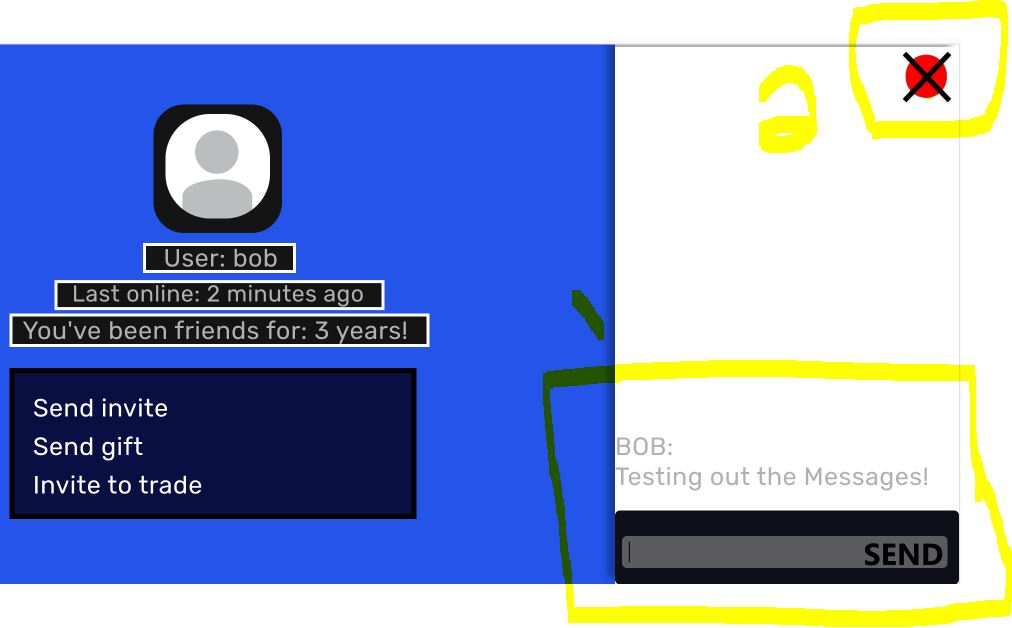 2
User: bob
Last online: 2 minutes ago
You've been friends for: 3 years!
Send invite
Send gift
Invite to trade
BOB:
Testing out the Messages!
SEND